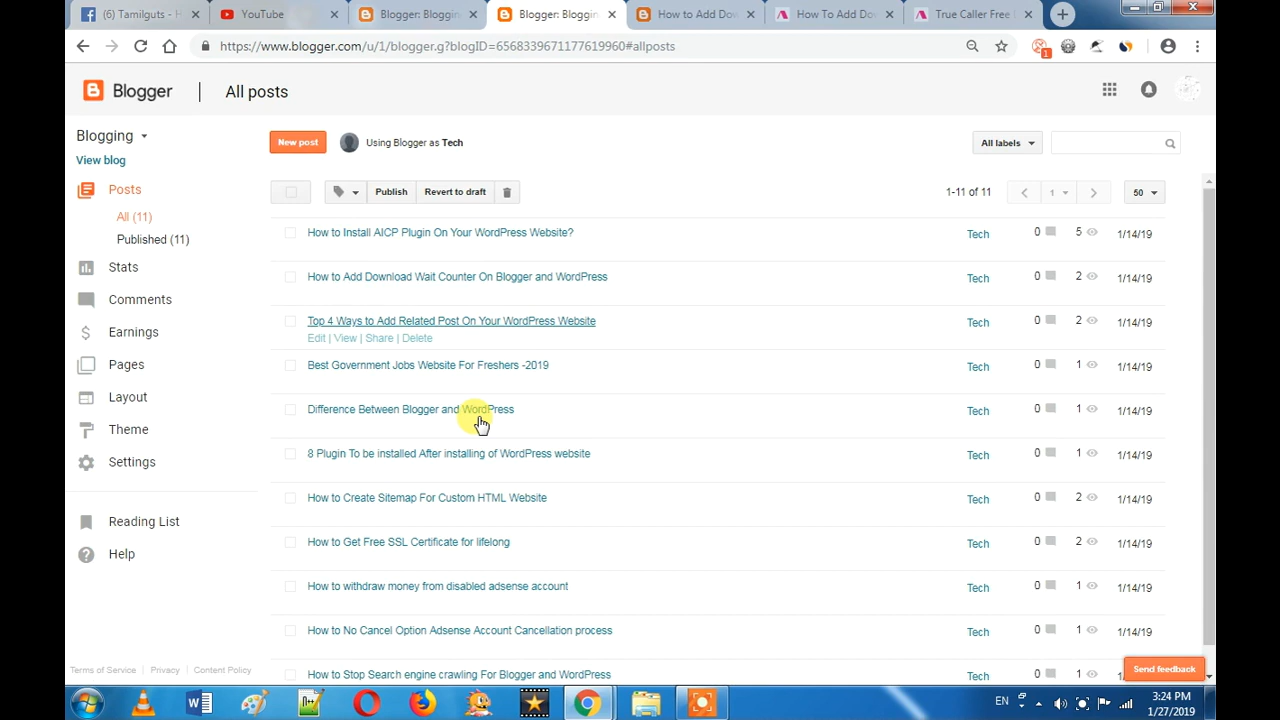 (6) Tamilguts - H
YouTube
Blogger: Bloggin
Blogger: Bloggin
How to Add Dow
How To Add Dow
True Caller Free
https://www.blogger.com/u/1/blogger.g?blogID=6568339671177619960#allposts
1
Blogger
All posts
Blogging
View blog
New post
Using Blogger as Tech
All labels
Posts
All (11)
Published (11)
Stats
Comments
Earnings
Pages
Layout
Theme
Settings
Reading List
Help
Publish
Revert to draft
1-11 of 11
1
50
How to Install AICP Plugin On Your WordPress Website? Tech 0 5 1/14/19
How to Add Download Wait Counter On Blogger and WordPress Tech 0 2 1/14/19
Top 4 Ways to Add Related Post On Your WordPress Website Tech 0 2 1/14/19
Edit | View | Share | Delete
Best Government Jobs Website For Freshers -2019 Tech 0 1 1/14/19
Difference Between Blogger and WordPress Tech 0 1 1/14/19
8 Plugin To be installed After installing of WordPress website Tech 0 1 1/14/19
How to Create Sitemap For Custom HTML Website Tech 0 2 1/14/19
How to Get Free SSL Certificate for lifelong Tech 0 2 1/14/19
How to withdraw money from disabled adsense account Tech 0 1 1/14/19
How to No Cancel Option Adsense Account Cancellation process Tech 0 1 1/14/19
How to Stop Search engine crawling For Blogger and WordPress Tech 0 1
Terms of Service | Privacy | Content Policy
Send feedback
EN
3:24 PM
1/27/2019